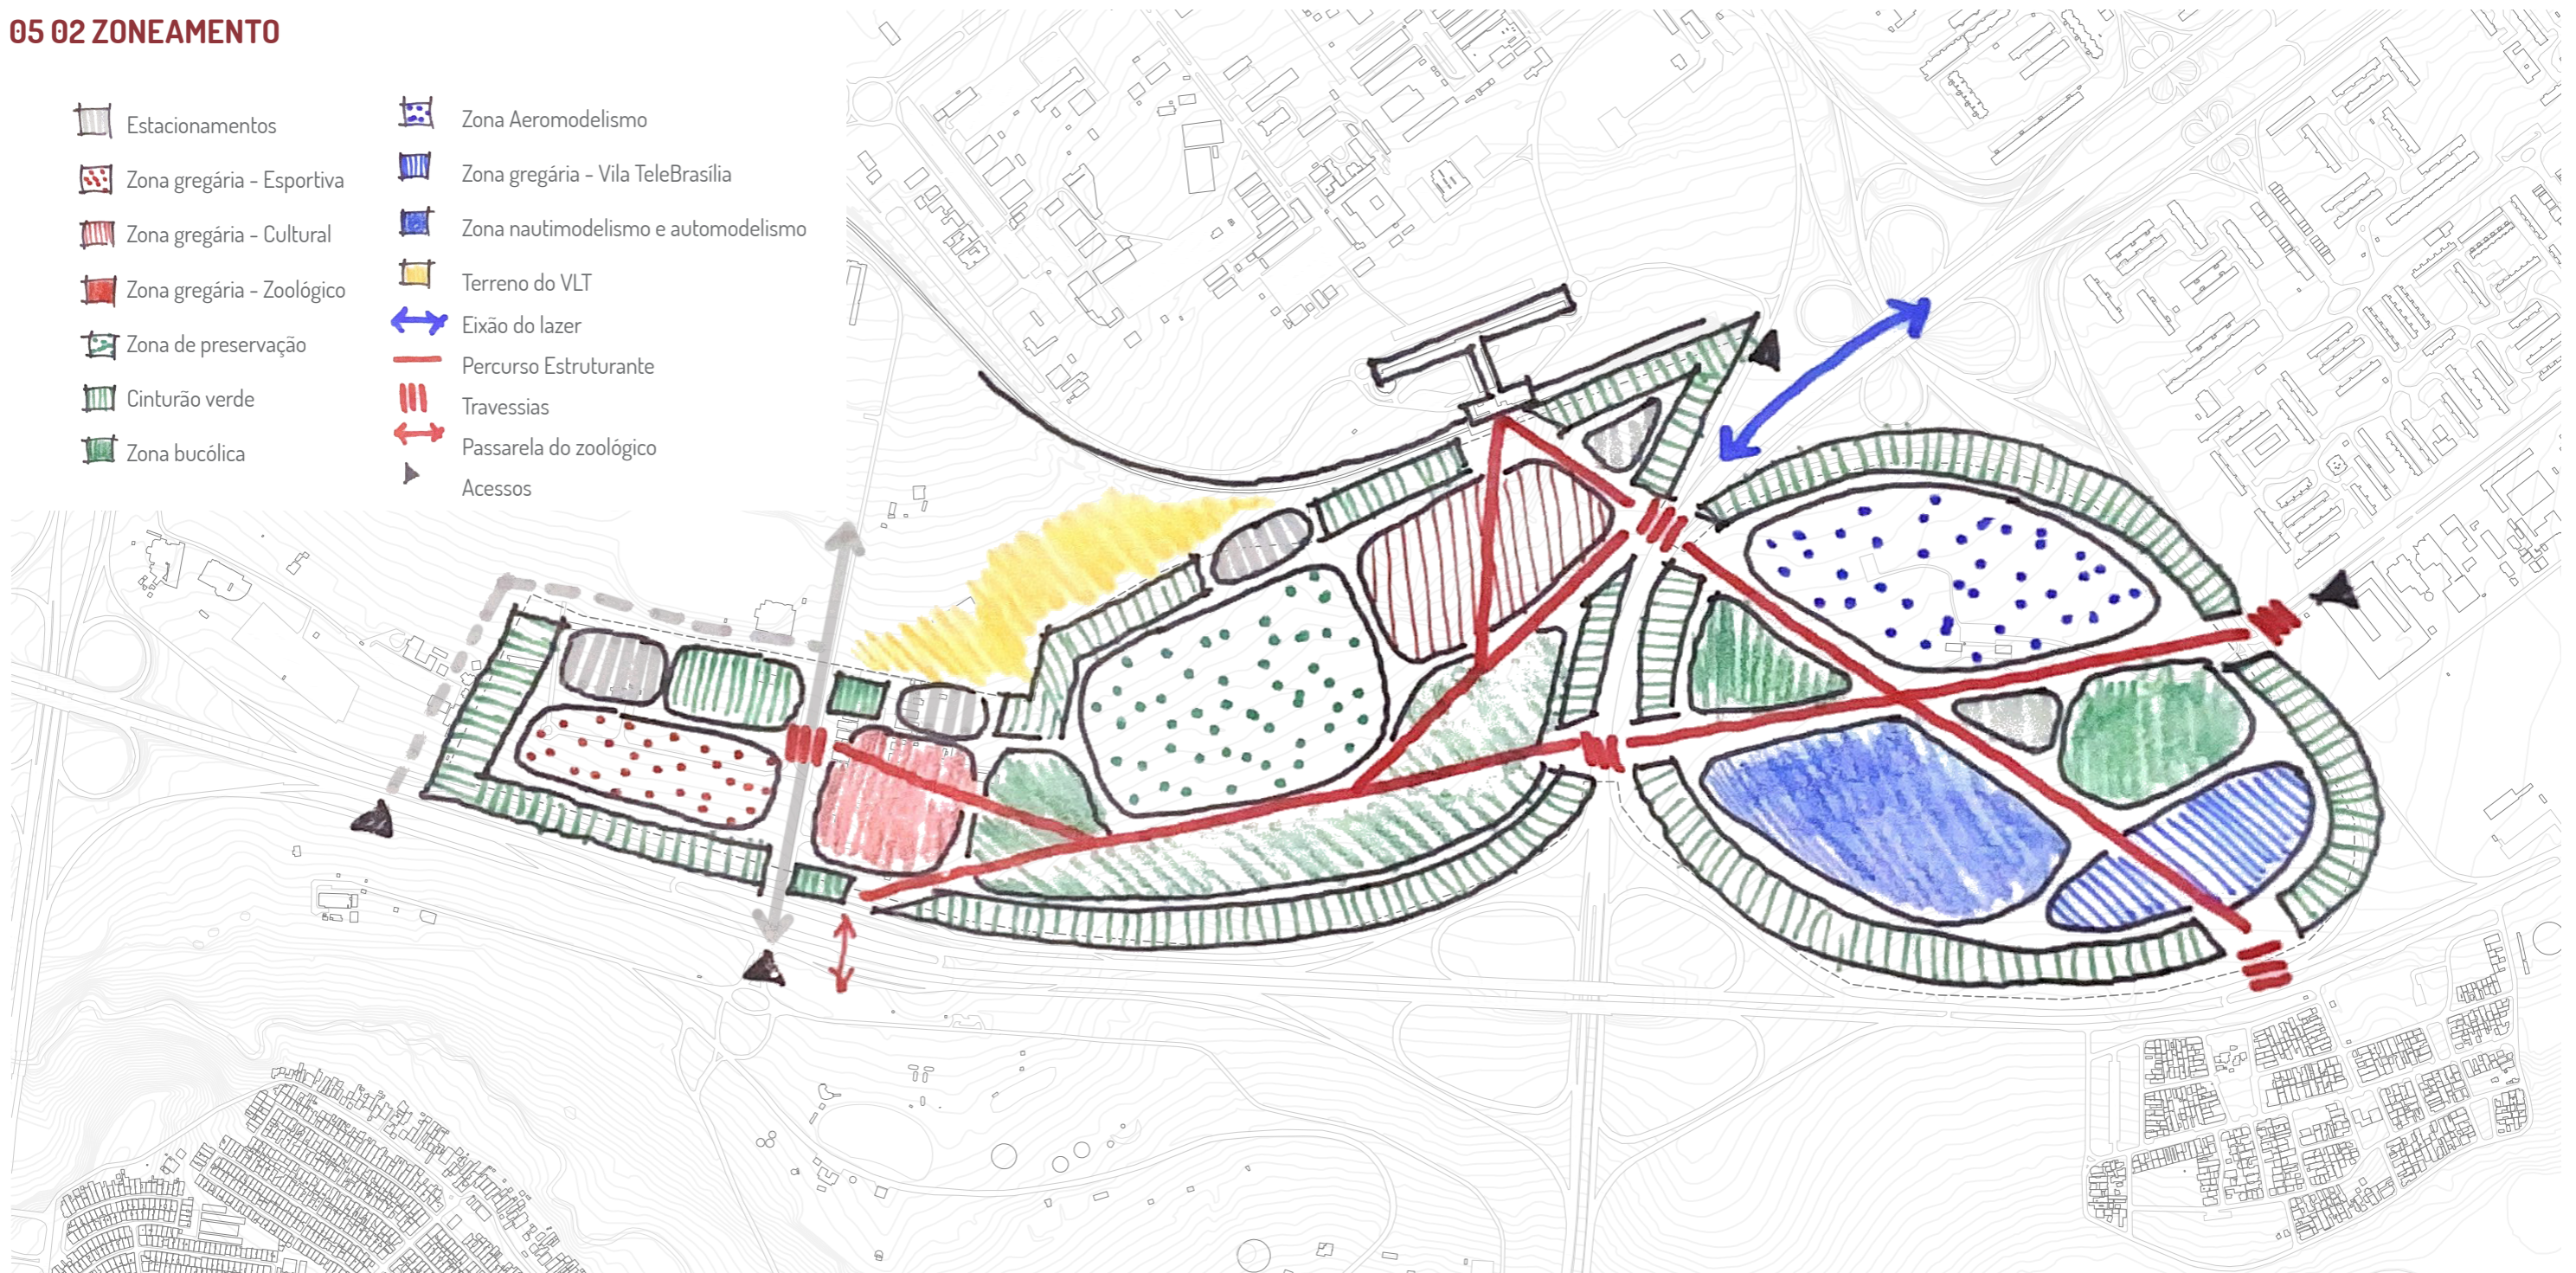 05 02 ZONEAMENTO
Estacionamentos
Zona gregária - Esportiva
Zona gregária - Cultural
Zona gregária - Zoológico
Zona de preservação
Cinturão verde
Zona bucólica
Zona Aeromodelismo
Zona gregária - Vila TeleBrasília
Zona nautimodelismo e automodelismo
Terreno do VLT
Eixão do lazer
Percurso Estruturante
Travessias
Passarela do zoológico
Acessos